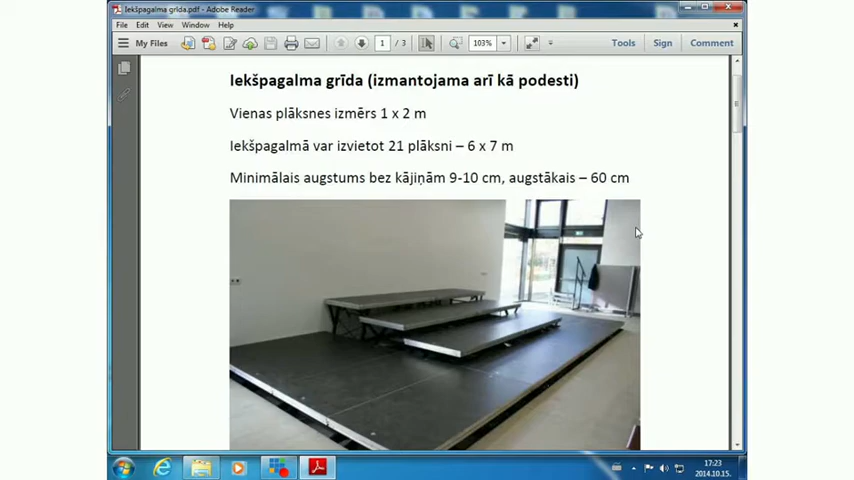 Iekšpagalma grīda.pdf - Adobe Reader
File Edit View Window Help
My Files 1 / 3 103% Tools Sign Comment
Iekšpagalma grīda (izmantojama arī kā podesti)
Vienas plāksnes izmērs 1 x 2 m
Iekšpagalmā var izvietot 21 plāksni – 6 x 7 m
Minimālais augstums bez kājiņām 9-10 cm, augstākais – 60 cm
17:23
2014.10.15.